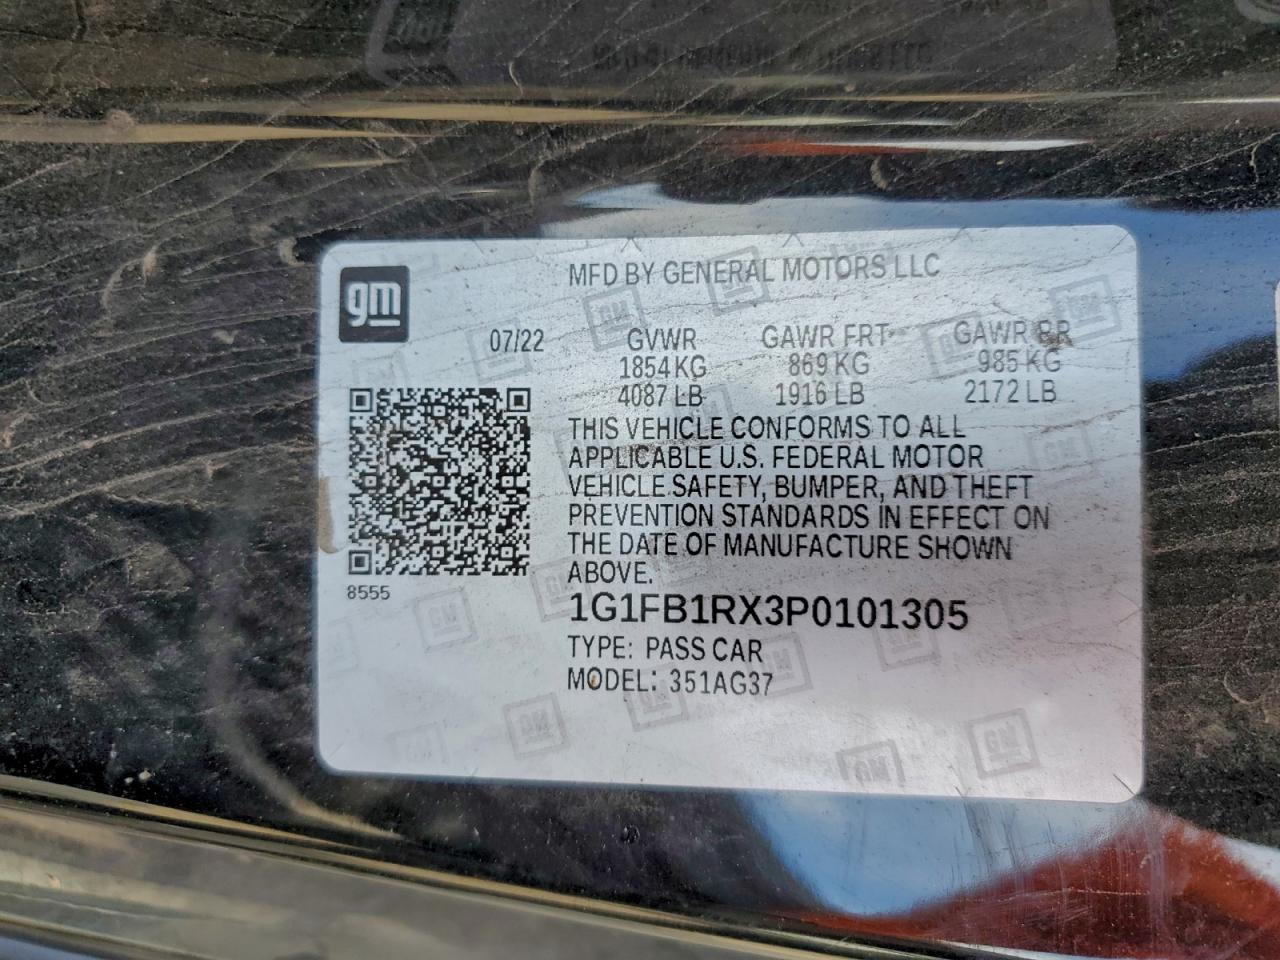 gm
MFD BY GENERAL MOTORS LLC
07/22 GVWR GAWR FRT GAWR RR
1854 KG 869 KG 985 KG
4087 LB 1916 LB 2172 LB
THIS VEHICLE CONFORMS TO ALL
APPLICABLE U.S. FEDERAL MOTOR
VEHICLE SAFETY, BUMPER, AND THEFT
PREVENTION STANDARDS IN EFFECT ON
THE DATE OF MANUFACTURE SHOWN
ABOVE.
8555
1G1FB1RX3P0101305
TYPE: PASS CAR
MODEL: 351AG37